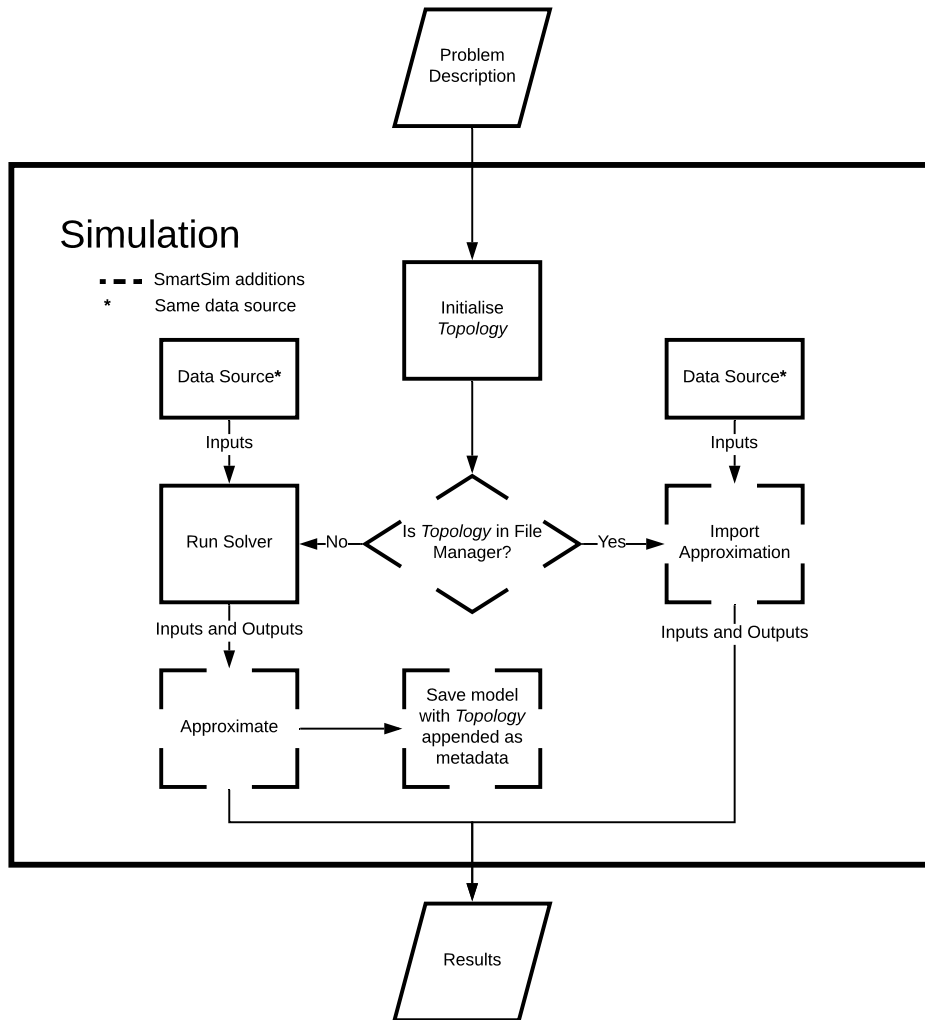 Problem
Description
Simulation
SmartSim additions
* Same data source
Initialise
Topology
Data Source*
Data Source*
Inputs
Inputs
Run Solver
No
Is Topology in File
Manager?
Yes
Import
Approximation
Inputs and Outputs
Inputs and Outputs
Approximate
Save model
with Topology
appended as
metadata
Results